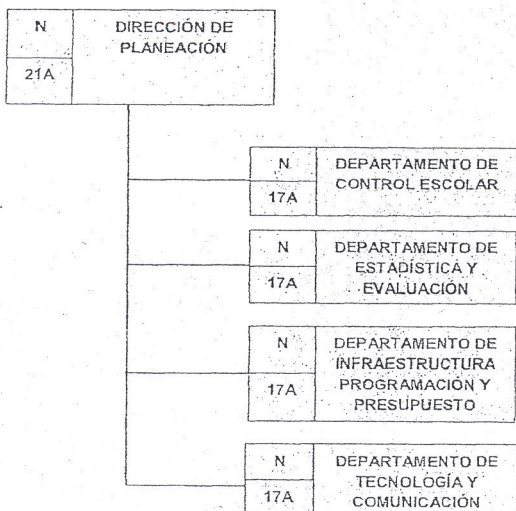 N
21A
DIRECCIÓN DE
PLANEACIÓN
N
17A
DEPARTAMENTO DE
CONTROL ESCOLAR
N
17A
DEPARTAMENTO DE
ESTADÍSTICA Y
EVALUACIÓN
N
17A
DEPARTAMENTO DE
INFRAESTRUCTURA
PROGRAMACIÓN Y
PRESUPUESTO
N
17A
DEPARTAMENTO DE
TECNOLOGÍA Y
COMUNICACIÓN